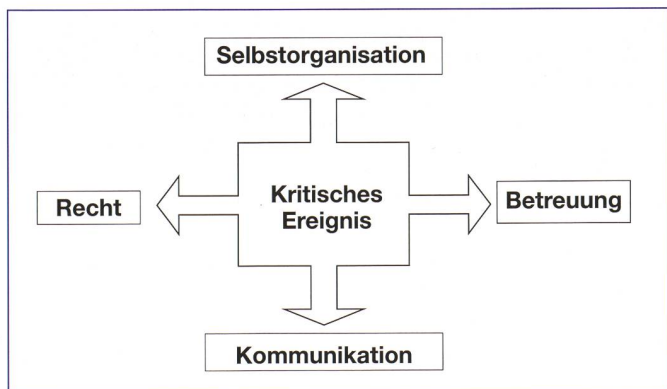 Selbstorganisation
Recht
Kritisches
Ereignis
Betreuung
Kommunikation